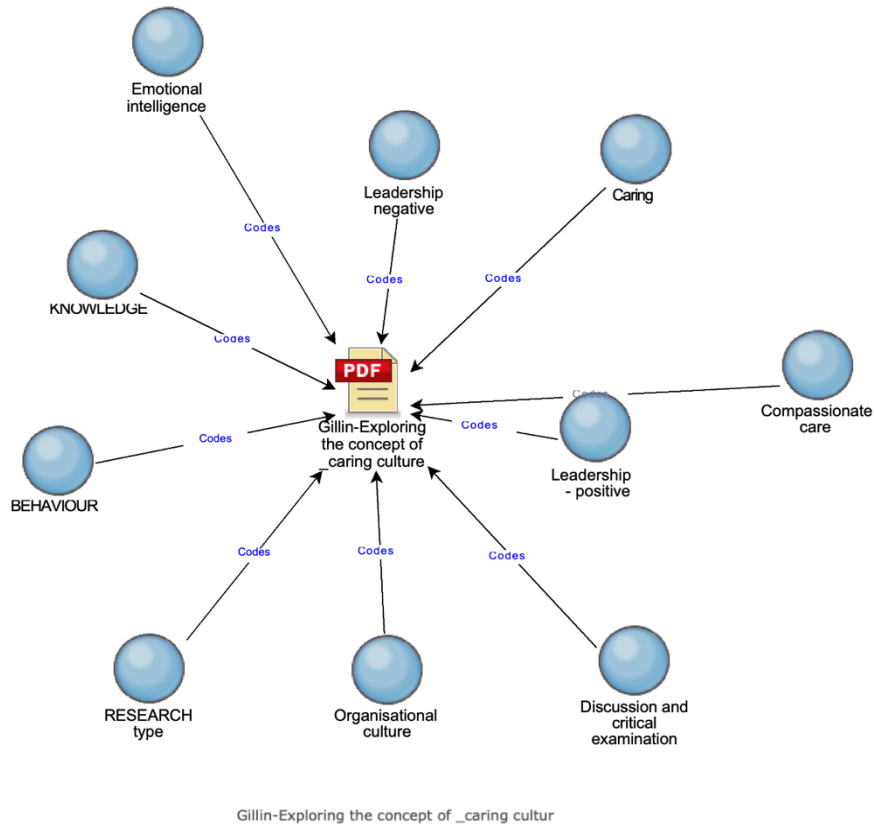 Emotional
intelligence
Leadership
negative
Caring
Codes
Codes
Codes
KNOWLEDGE
Codes
PDF
Codes
Compassionate
care
Gillin-Exploring
the concept of
_caring culture
Codes
Codes
Leadership
- positive
BEHAVIOUR
Codes
Codes
Codes
RESEARCH
type
Organisational
culture
Discussion and
critical
examination
Gillin-Exploring the concept of _caring cultur